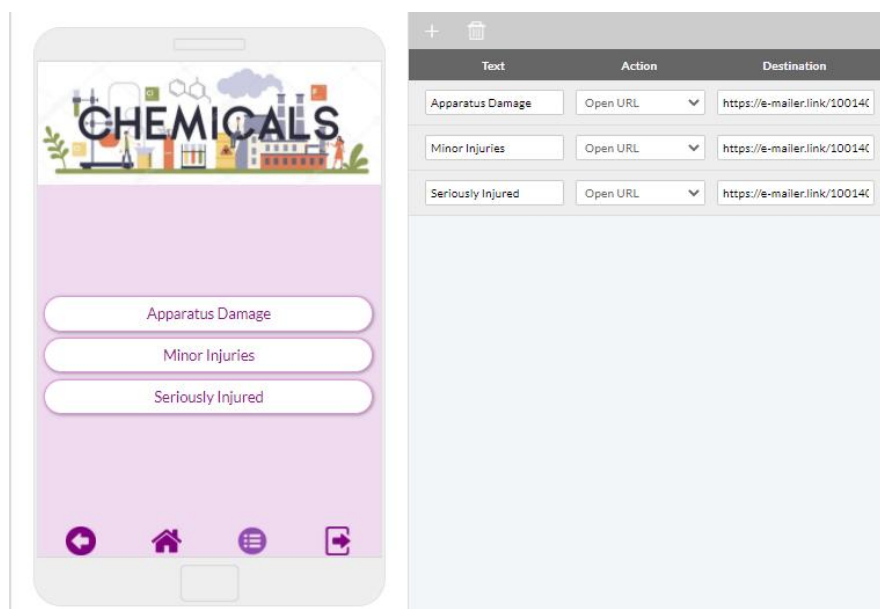 CHEMICALS
Apparatus Damage
Minor Injuries
Seriously Injured
Text Action Destination
Apparatus Damage Open URL https://e-mailer.link/10014
Minor Injuries Open URL https://e-mailer.link/10014
Seriously Injured Open URL https://e-mailer.link/10014